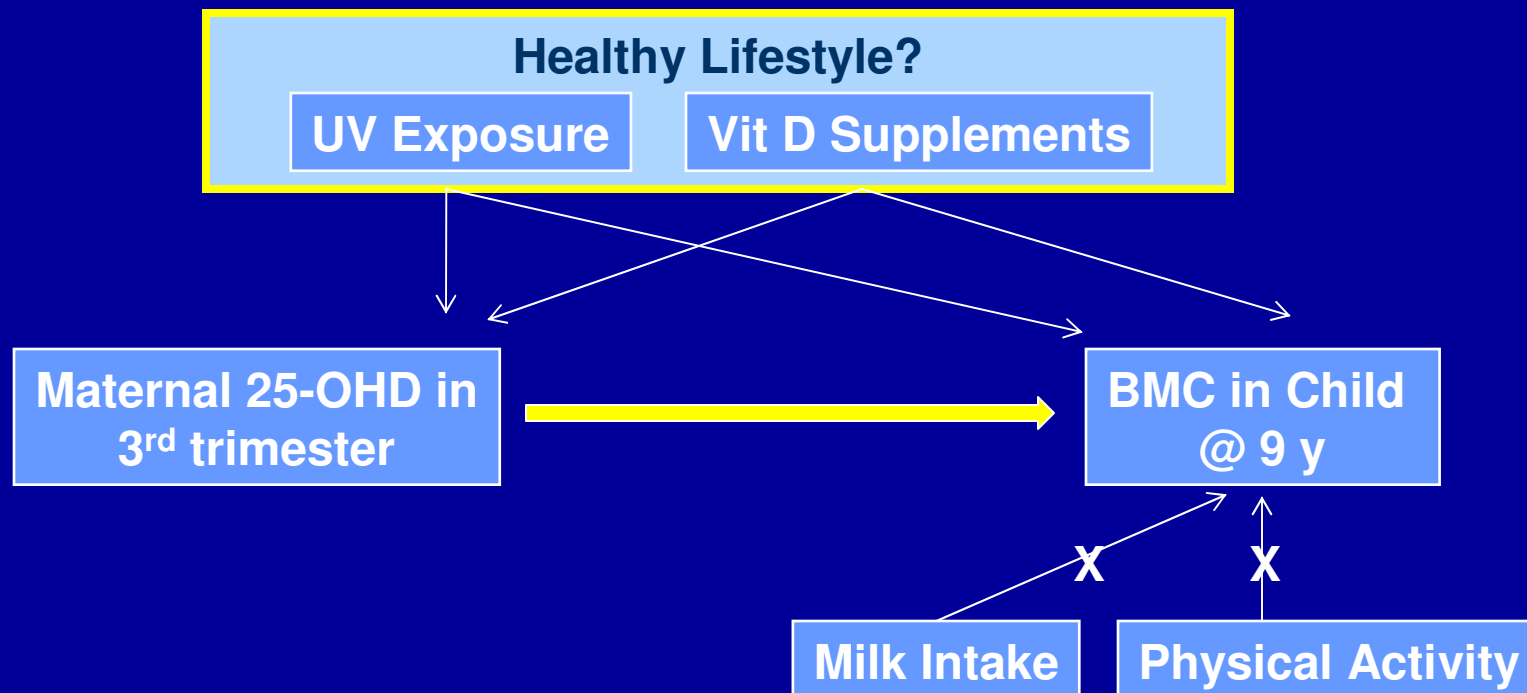 Healthy Lifestyle?
UV Exposure
Vit D Supplements
Maternal 25-OHD in
3rd trimester
BMC in Child
@ 9 y
X
X
Milk Intake
Physical Activity